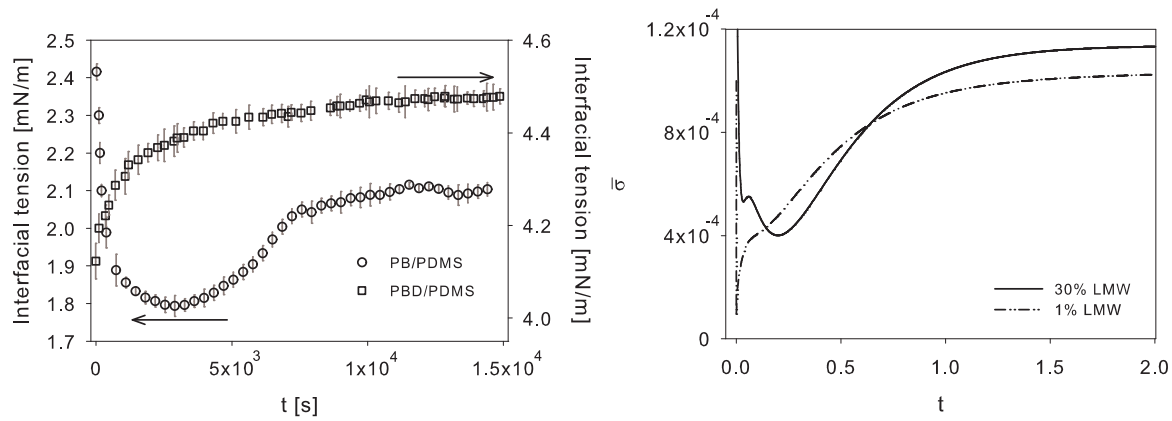 Interfacial tension [mN/m]
2.5
2.4
2.3
2.2
2.1
2.0
1.9
1.8
1.7
0
5x10³
1x10⁴
1.5x10⁴
t [s]
4.6
4.4
4.2
4.0
Interfacial tension [mN/m]
PB/PDMS
PBD/PDMS
σ̅
1.2x10⁻⁴
8x10⁻⁴
4x10⁻⁴
0
0.0
0.5
1.0
1.5
2.0
t
30% LMW
1% LMW